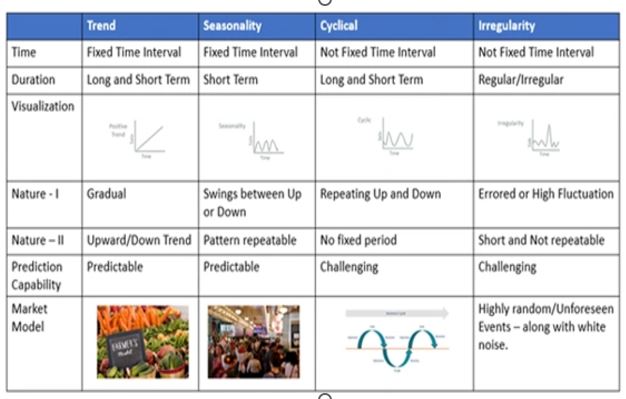 Trend
Seasonality
Cyclical
Irregularity
Time
Fixed Time Interval
Fixed Time Interval
Not Fixed Time Interval
Not Fixed Time Interval
Duration
Long and Short Term
Short Term
Long and Short Term
Regular/Irregular
Visualization
Positive
Trend
Time
Seasonality
Time
Cyclic
Time
Irregularity
Time
Nature - I
Gradual
Swings between Up
or Down
Repeating Up and Down
Errored or High Fluctuation
Nature – II
Upward/Down Trend
Pattern repeatable
No fixed period
Short and Not repeatable
Prediction
Capability
Predictable
Predictable
Challenging
Challenging
Market
Model
FARMER'S
Market
Highly random/Unforeseen
Events – along with white
noise.